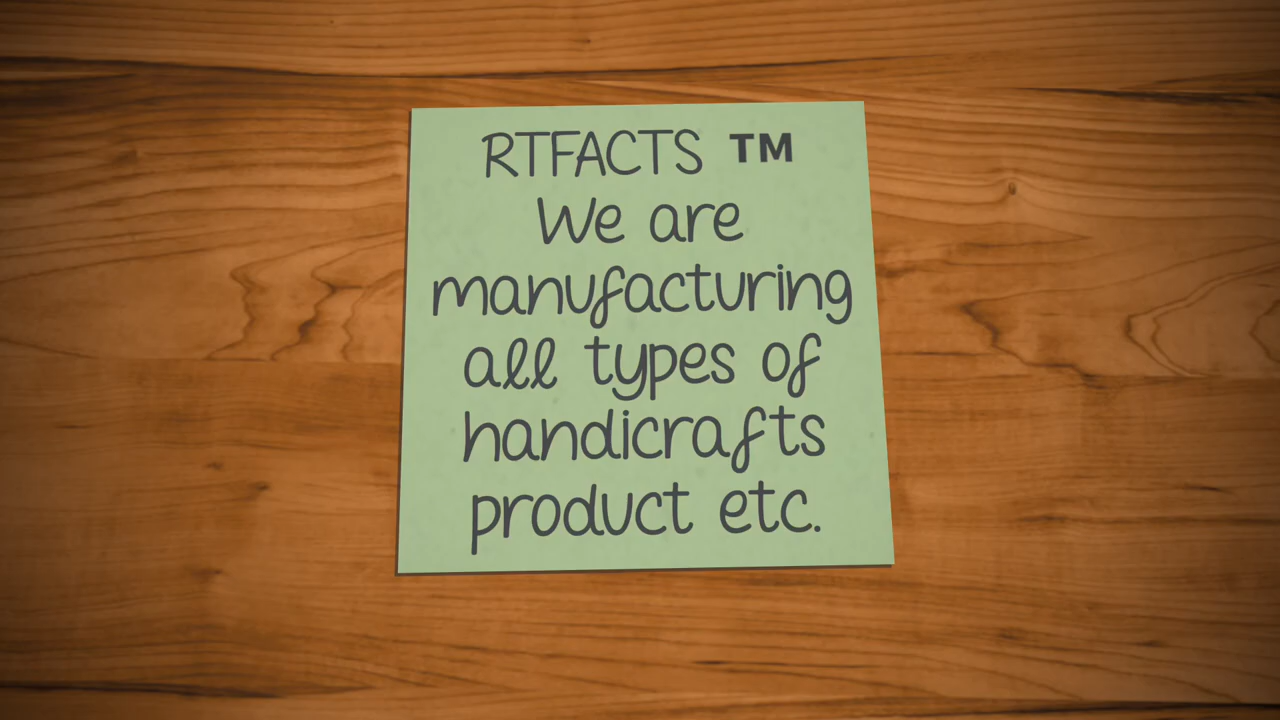 RTFACTS ™
We are
manufacturing
all types of
handicrafts
product etc.